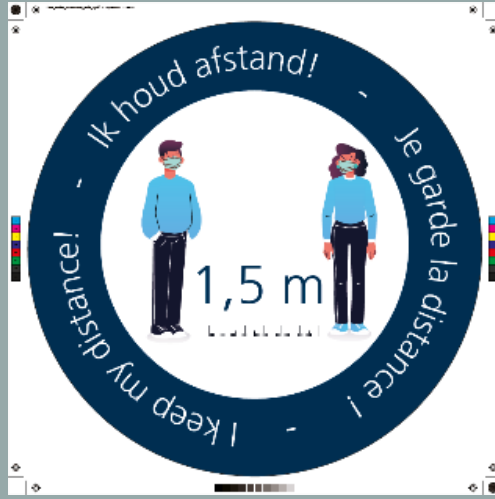 Ik houd afstand!
-
Je garde la distance !
-
I keep my distance!
-
1,5 m